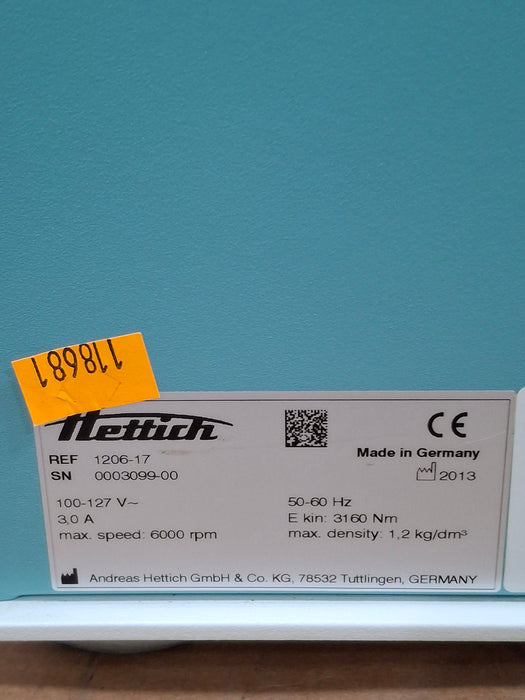 118681
Hettich
CE
REF 1206-17
Made in Germany
SN 0003099-00
2013
100-127 V~
50-60 Hz
3,0 A
E kin: 3160 Nm
max. speed: 6000 rpm
max. density: 1,2 kg/dm³
Andreas Hettich GmbH & Co. KG, 78532 Tuttlingen, GERMANY